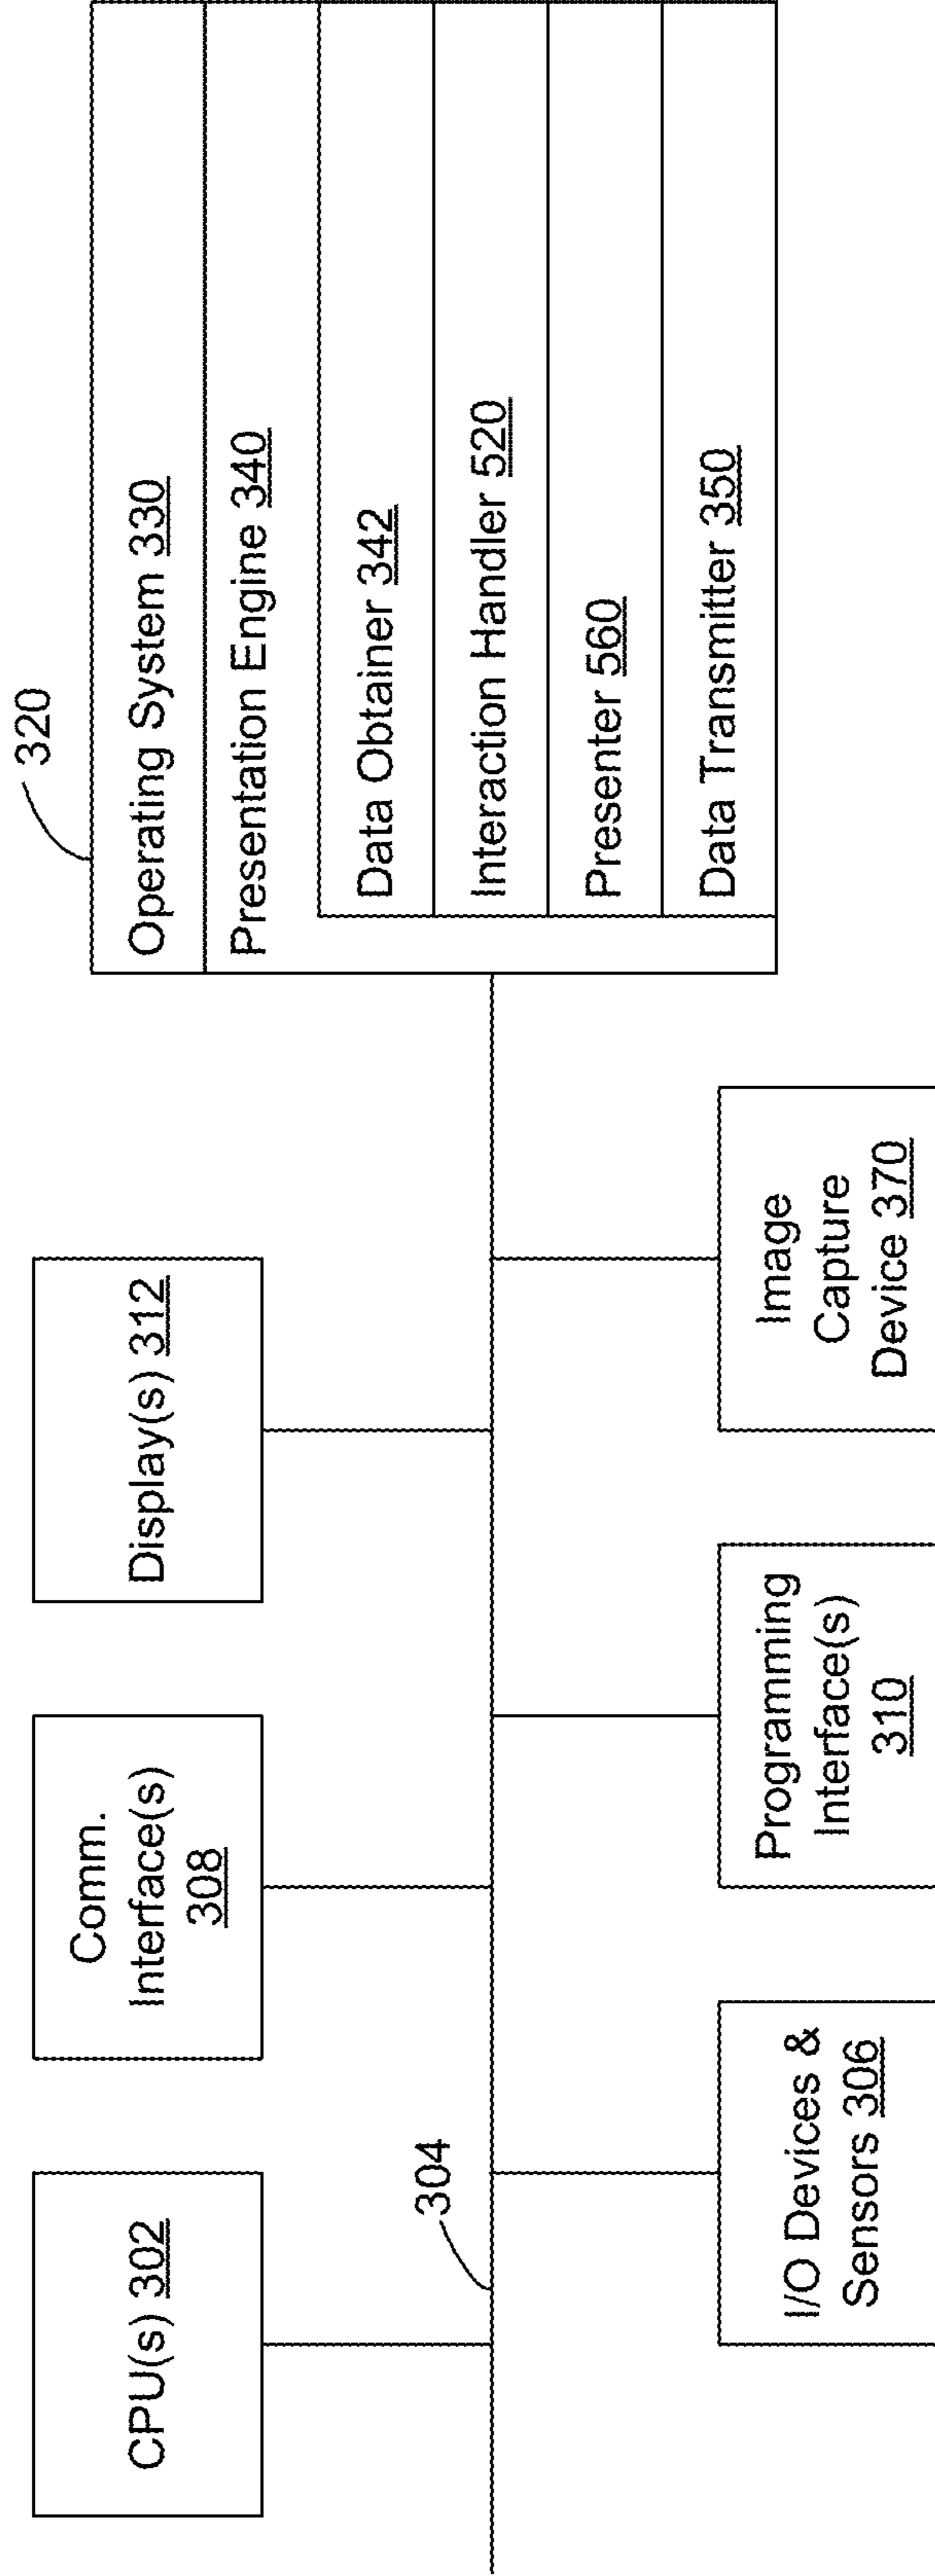 CPU(s) 302
Comm.
Interface(s)
308
Display(s) 312
320
Operating System 330
Presentation Engine 340
Data Obtainer 342
Interaction Handler 520
Presenter 560
Data Transmitter 350
304
I/O Devices &
Sensors 306
Programming
Interface(s)
310
Image
Capture
Device 370